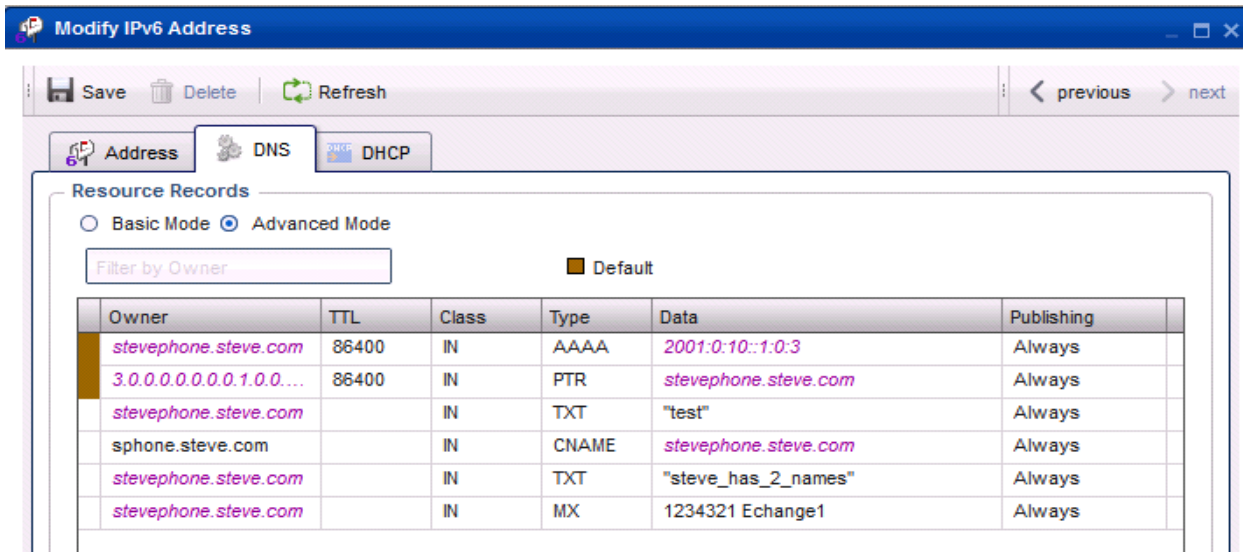 Modify IPv6 Address
Save Delete Refresh previous next
Address DNS DHCP
Resource Records
Basic Mode Advanced Mode
Filter by Owner Default
Owner TTL Class Type Data Publishing
stevephone.steve.com 86400 IN AAAA 2001:0:10::1:0:3 Always
3.0.0.0.0.0.0.0.1.0.0.... 86400 IN PTR stevephone.steve.com Always
stevephone.steve.com IN TXT "test" Always
sphone.steve.com IN CNAME stevephone.steve.com Always
stevephone.steve.com IN TXT "steve_has_2_names" Always
stevephone.steve.com IN MX 1234321 Echange1 Always